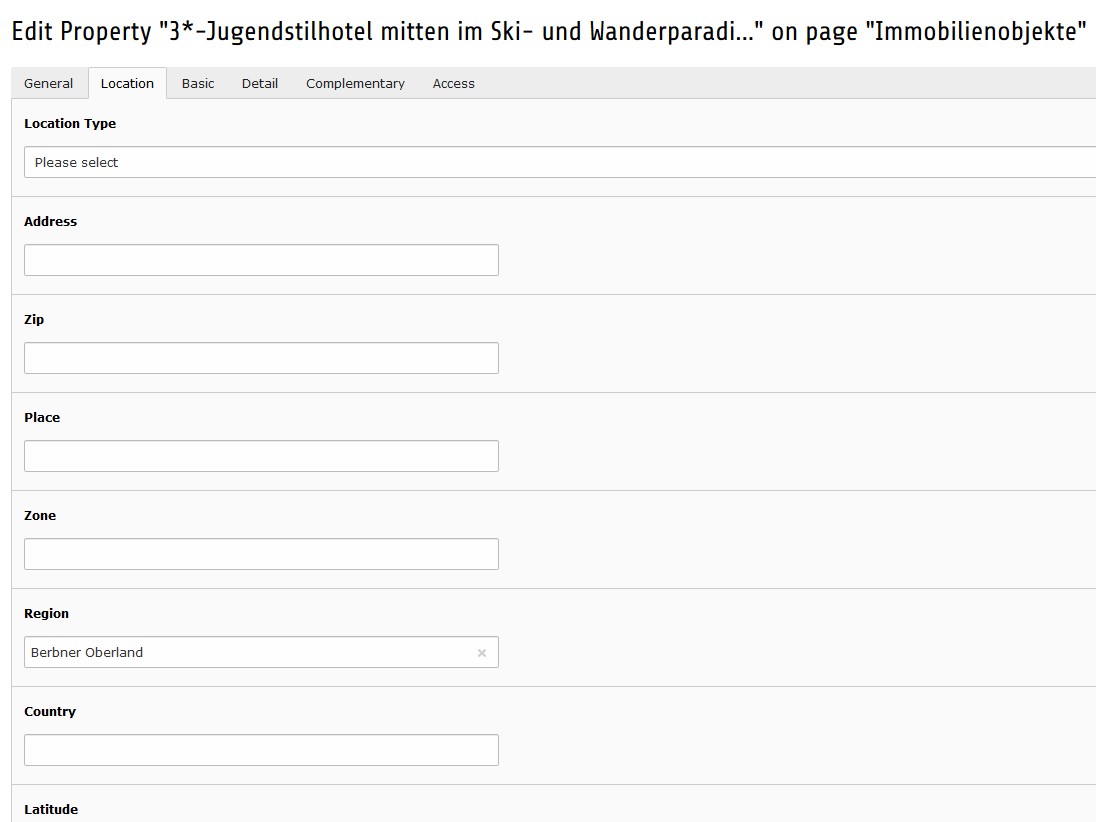 Edit Property "3*-Jugendstilhotel mitten im Ski- und Wanderparadi..." on page "Immobilienobjekte"
General Location Basic Detail Complementary Access
Location Type
Please select
Address
Zip
Place
Zone
Region
Berbner Oberland ×
Country
Latitude